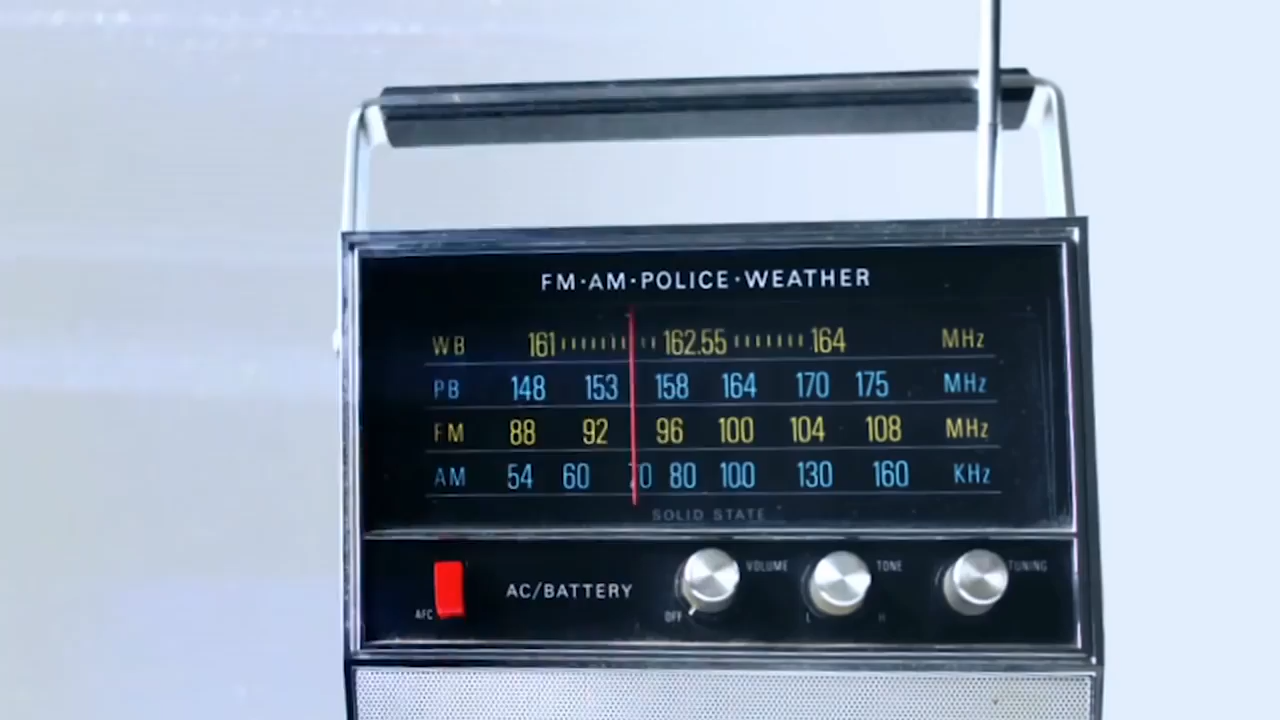 FM·AM·POLICE·WEATHER
WB 161 162.55 164 MHz
PB 148 153 158 164 170 175 MHz
FM 88 92 96 100 104 108 MHz
AM 54 60 70 80 100 130 160 KHz
SOLID STATE
AC/BATTERY VOLUME TONE TUNING
AFC OFF L H